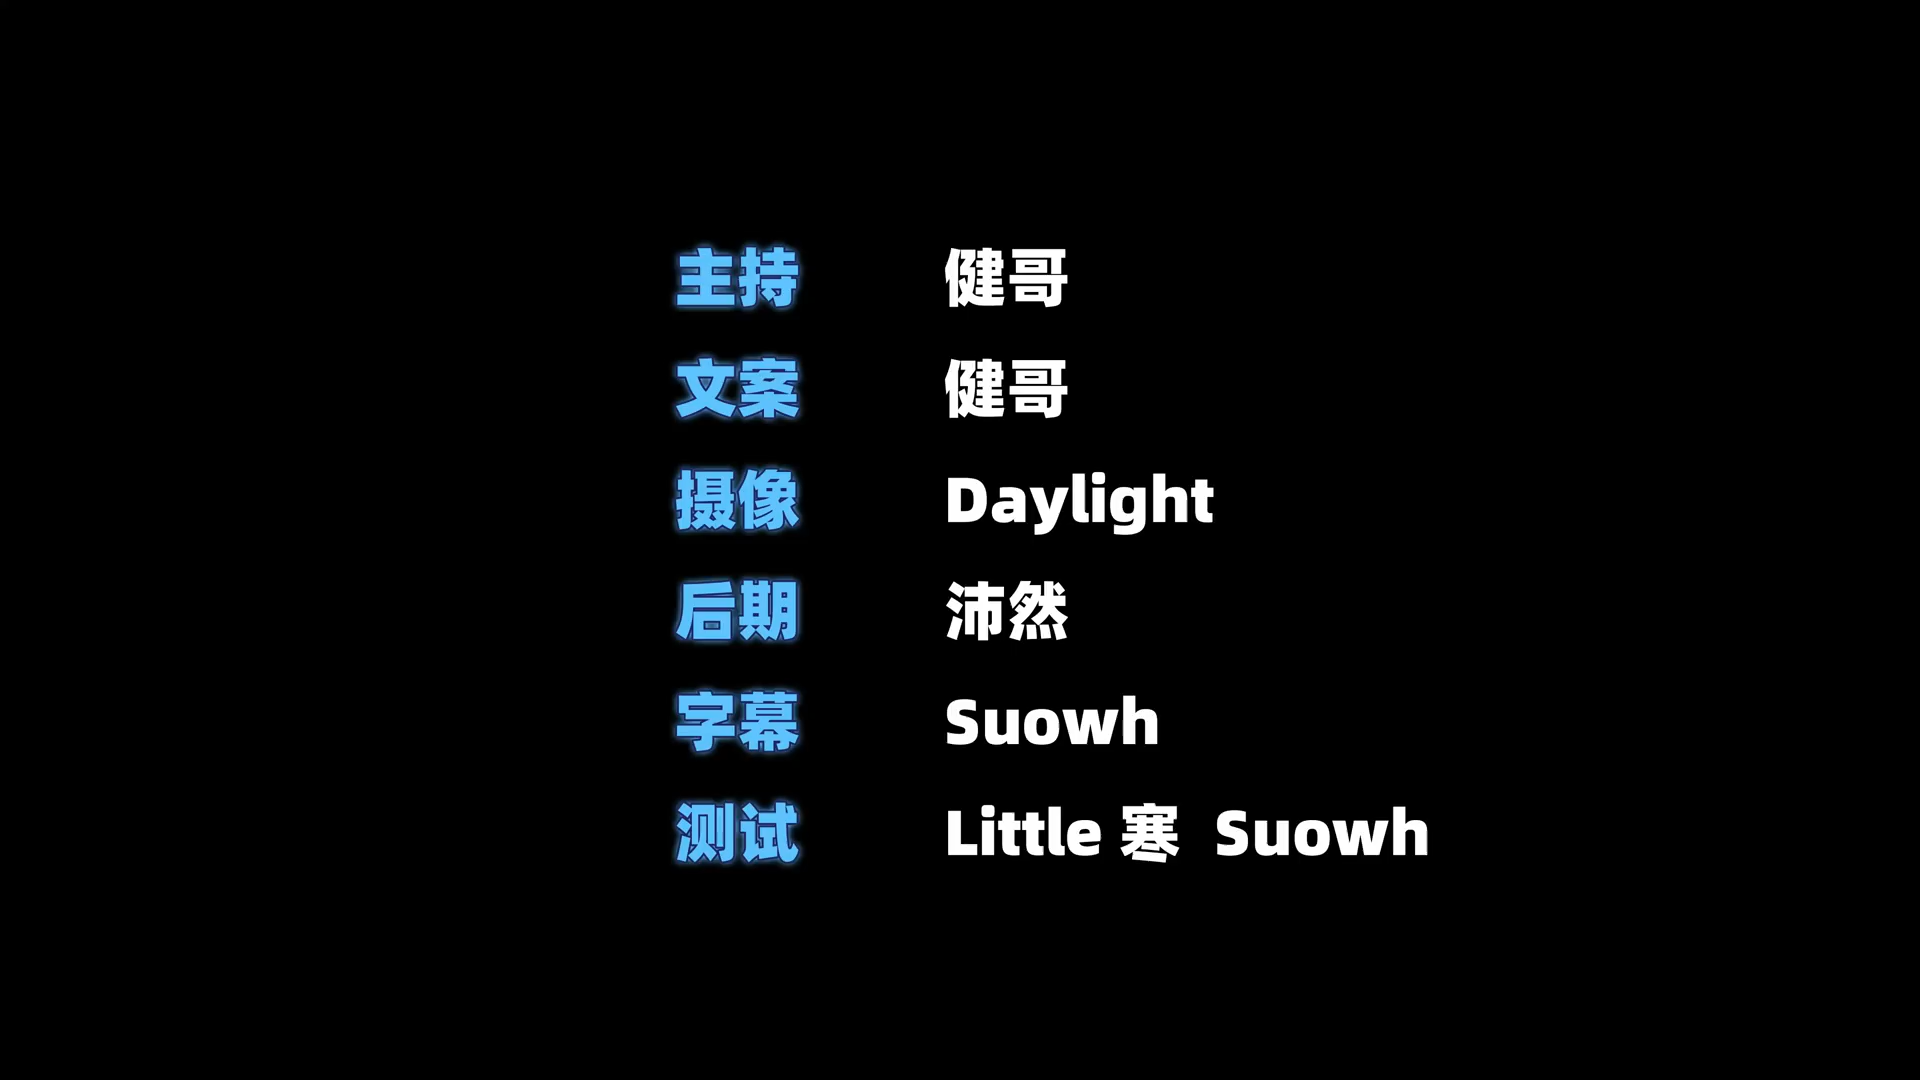 主持 健哥
文案 健哥
摄像 Daylight
后期 沛然
字幕 Suowh
测试 Little 寒 Suowh